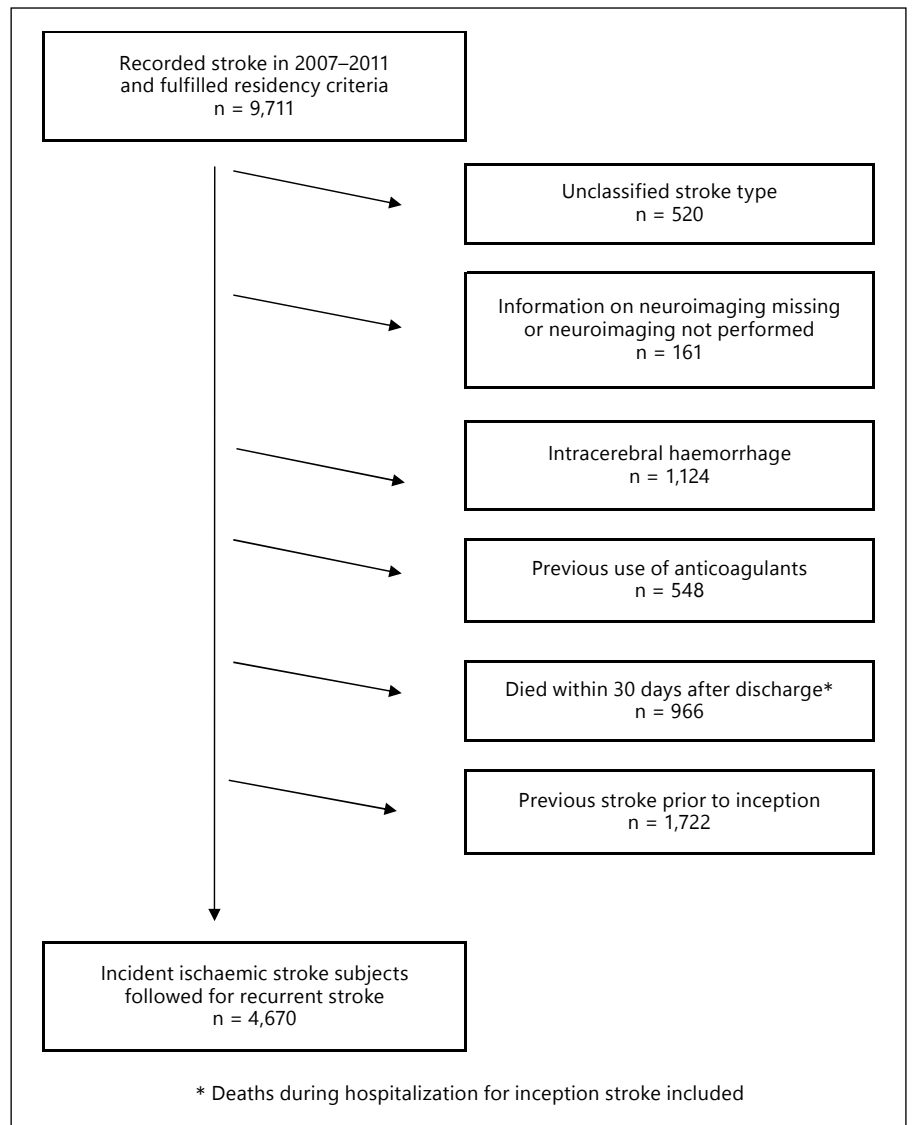 Recorded stroke in 2007–2011
and fulfilled residency criteria
n = 9,711
Unclassified stroke type
n = 520
Information on neuroimaging missing
or neuroimaging not performed
n = 161
Intracerebral haemorrhage
n = 1,124
Previous use of anticoagulants
n = 548
Died within 30 days after discharge*
n = 966
Previous stroke prior to inception
n = 1,722
Incident ischaemic stroke subjects
followed for recurrent stroke
n = 4,670
* Deaths during hospitalization for inception stroke included